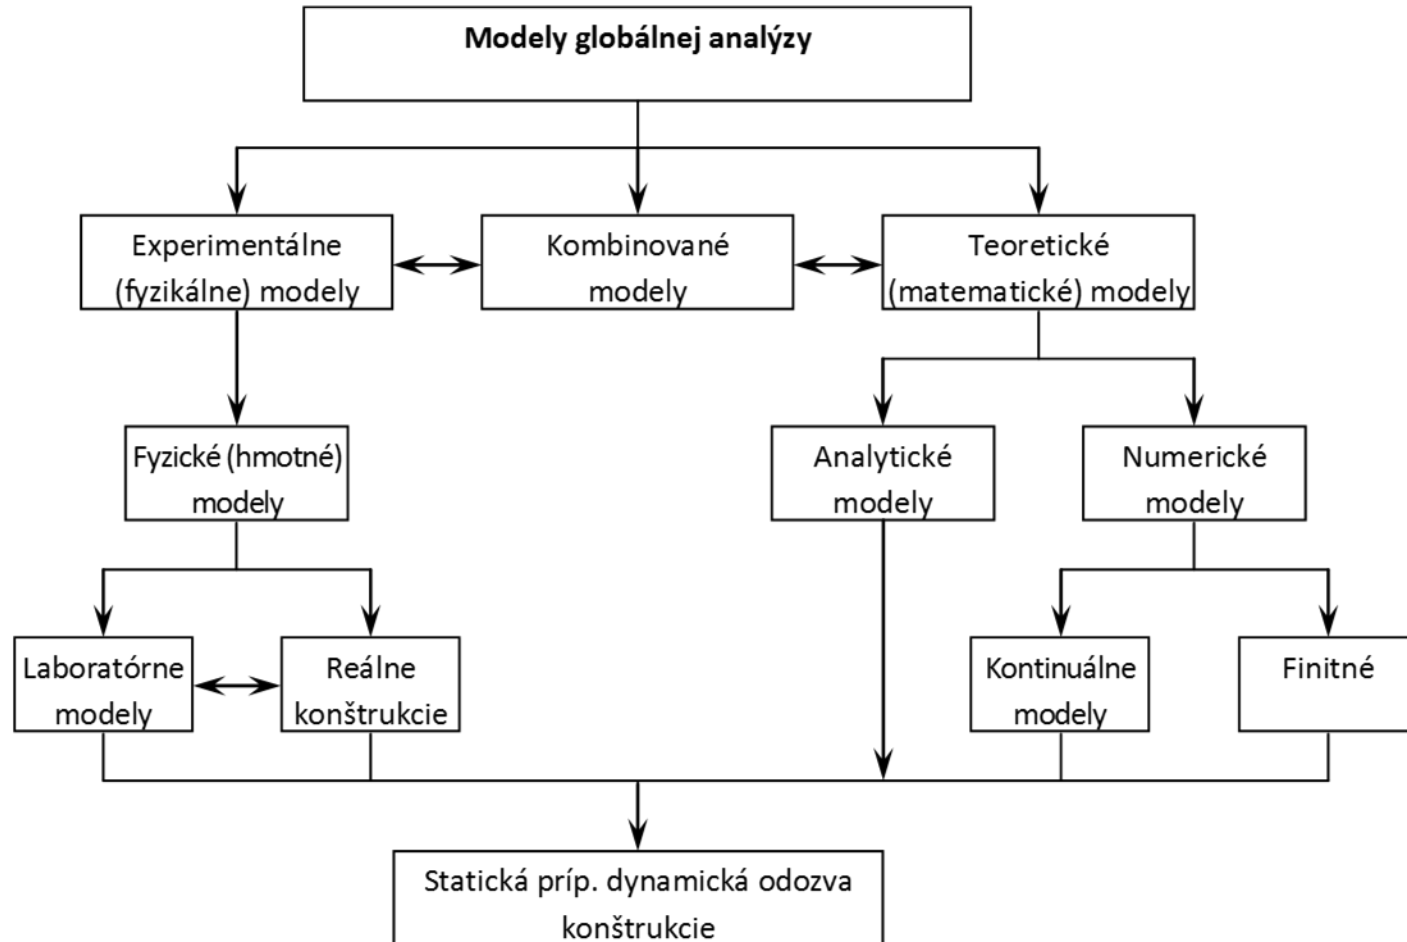 Modely globálnej analýzy
Experimentálne
(fyzikálne) modely
Kombinované
modely
Teoretické
(matematické) modely
Fyzické (hmotné)
modely
Analytické
modely
Numerické
modely
Laboratórne
modely
Reálne
konštrukcie
Kontinuálne
modely
Finitné
Statická príp. dynamická odozva
konštrukcie